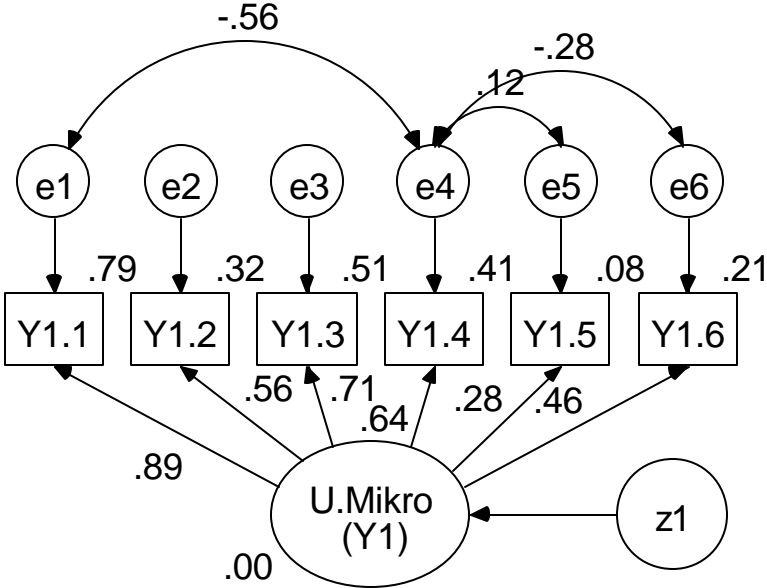 -.56
-.28
.12
e1 e2 e3 e4 e5 e6
.79 .32 .51 .41 .08 .21
Y1.1 Y1.2 Y1.3 Y1.4 Y1.5 Y1.6
.56 .71 .64 .28 .46
.89
U.Mikro
(Y1)
z1
.00